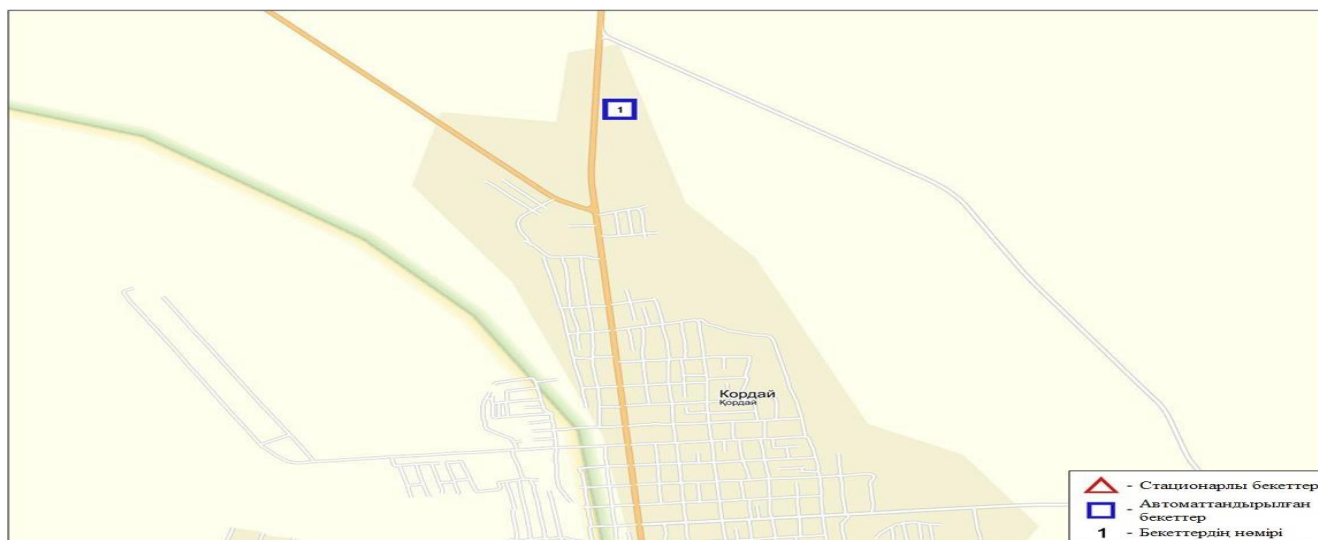 1
Кордай
Қордай
- Стационарлы бекеттер
- Автоматтандырылған
бекеттер
1 - Бекеттердің нөмірі